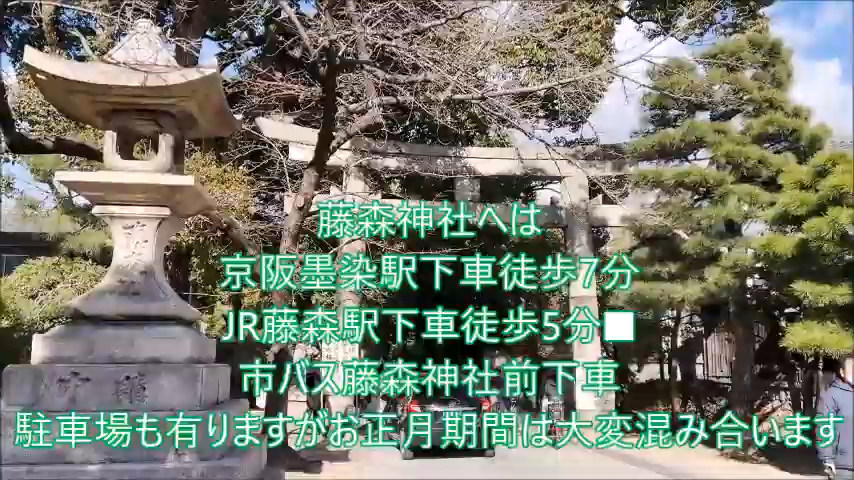 藤森神社へは
京阪墨染駅下車徒歩7分
JR藤森駅下車徒歩5分■
市バス藤森神社前下車
駐車場も有りますがお正月期間は大変混み合います